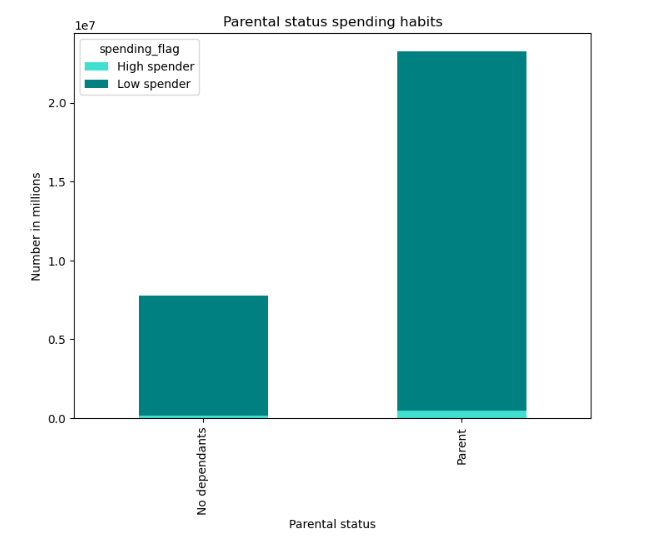 Parental status spending habits
1e7
spending_flag
High spender
Low spender
Number in millions
2.0
1.5
1.0
0.5
0.0
No dependants
Parent
Parental status